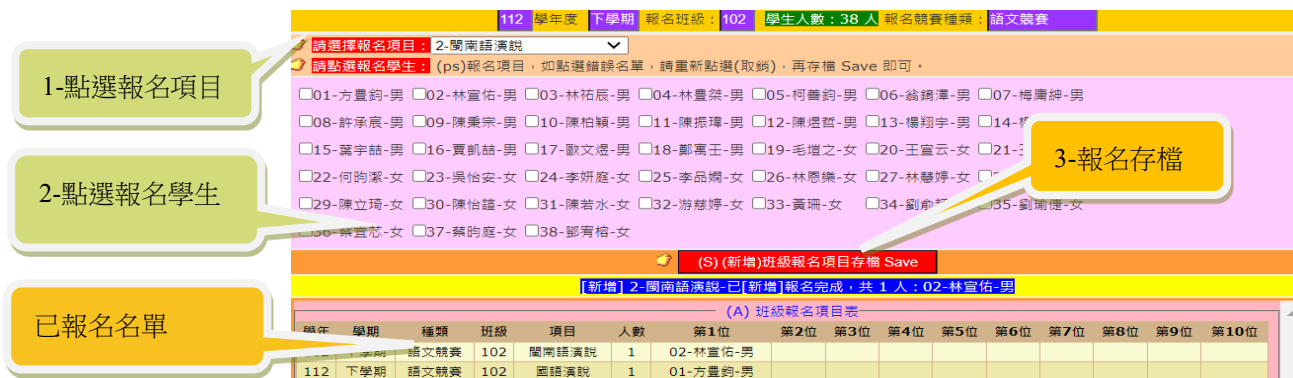 112 學年度 下學期 報名班級：102 學生人數：38 人 報名競賽種類：語文競賽
請選擇報名項目： 2-閩南語演說
請點選報名學生： (ps)報名項目，如點選錯誤名單，請重新點選(取銷)，再存檔 Save 即可。
1-點選報名項目
01-方豊鈞-男 02-林宣佑-男 03-林祐辰-男 04-林豊桀-男 05-柯善鈞-男 06-翁鏋澤-男 07-梅庸紳-男
08-許承宸-男 09-陳秉宗-男 10-陳柏穎-男 11-陳振瑋-男 12-陳煜哲-男 13-楊翔宇-男 14-
15-葉宇喆-男 16-賈凱喆-男 17-歐文焜-男 18-鄭寓王-男 19-毛塏之-女 20-王宣云-女 21-
3-報名存檔
22-何昀潔-女 23-吳怡安-女 24-李妍庭-女 25-李品嫻-女 26-林恩樂-女 27-林慧婷-女
2-點選報名學生
29-陳立琦-女 30-陳怡諠-女 31-陳若水-女 32-游慈婷-女 33-黃珊-女 34-劉俞 35-劉瑜倢-女
36-蔡宜芯-女 37-蔡昀庭-女 38-鄧宥榕-女
(S) (新增)班級報名項目存檔 Save
[新增] 2-閩南語演說-已[新增]報名完成，共 1 人：02-林宣佑-男
已報名名單
(A) 班級報名項目表
學年 學期 種類 班級 項目 人數 第1位 第2位 第3位 第4位 第5位 第6位 第7位 第8位 第9位 第10位
112 下學期 語文競賽 102 閩南語演說 1 02-林宣佑-男
112 下學期 語文競賽 102 國語演說 1 01-方豊鈞-男